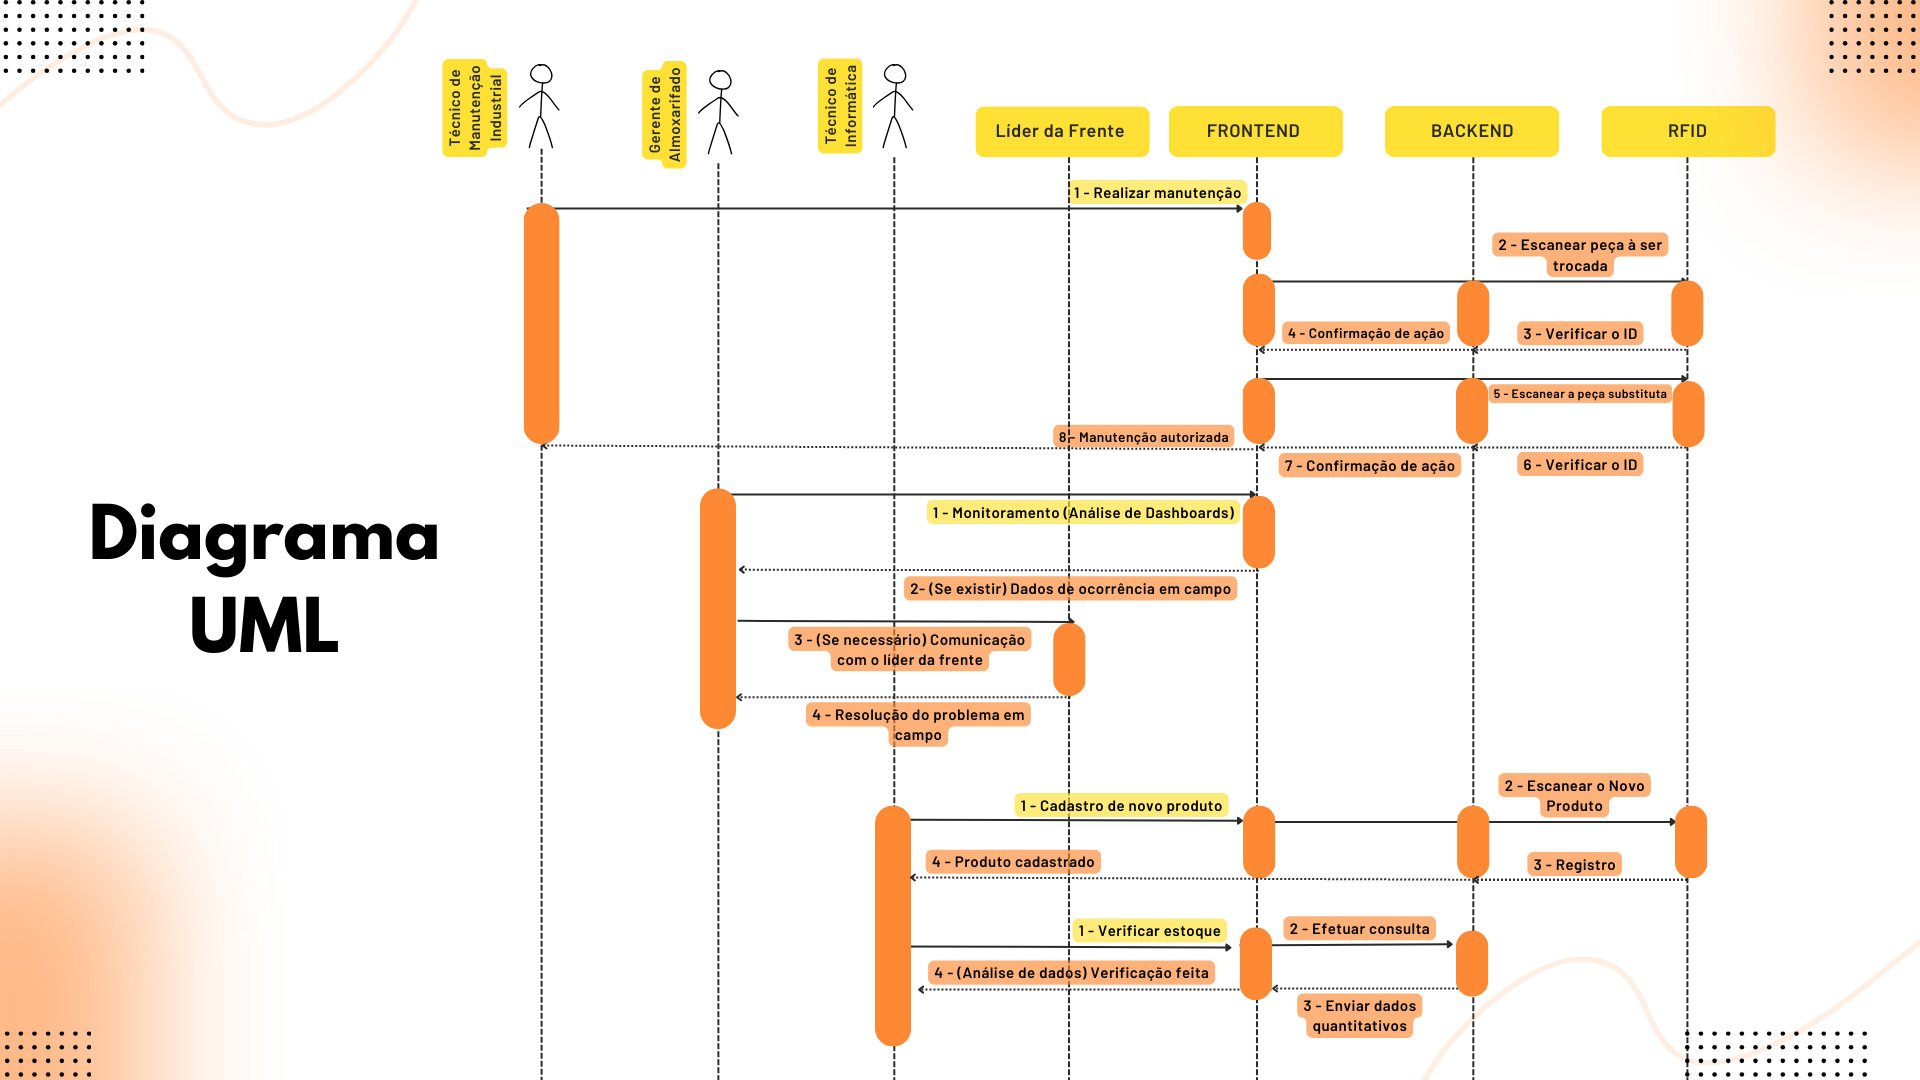 Técnico de
Manutenção
Industrial
Gerente de
Almoxarifado
Técnico de
Informática
Líder da Frente
FRONTEND
BACKEND
RFID
1 - Realizar manutenção
2 - Escanear peça à ser
trocada
4 - Confirmação de ação
3 - Verificar o ID
5 - Escanear a peça substituta
8 - Manutenção autorizada
7 - Confirmação de ação
6 - Verificar o ID
1 - Monitoramento (Análise de Dashboards)
Diagrama
UML
2- (Se existir) Dados de ocorrência em campo
3 - (Se necessário) Comunicação
com o líder da frente
4 - Resolução do problema em
campo
2 - Escanear o Novo
Produto
1 - Cadastro de novo produto
4 - Produto cadastrado
3 - Registro
1 - Verificar estoque
2 - Efetuar consulta
4 - (Análise de dados) Verificação feita
3 - Enviar dados
quantitativos